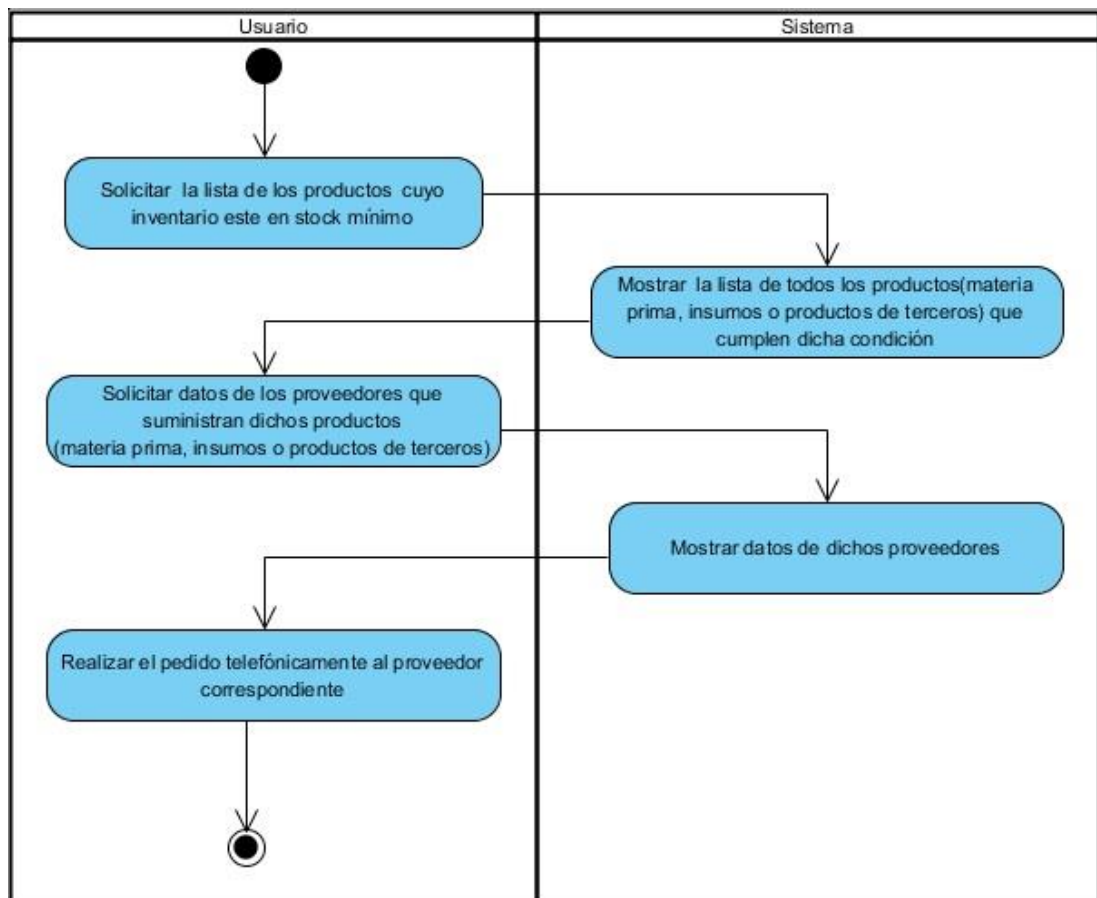 Usuario
Sistema
Solicitar la lista de los productos cuyo
inventario este en stock mínimo
Mostrar la lista de todos los productos(materia
prima, insumos o productos de terceros) que
cumplen dicha condición
Solicitar datos de los proveedores que
suministran dichos productos
(materia prima, insumos o productos de terceros)
Mostrar datos de dichos proveedores
Realizar el pedido telefónicamente al proveedor
correspondiente